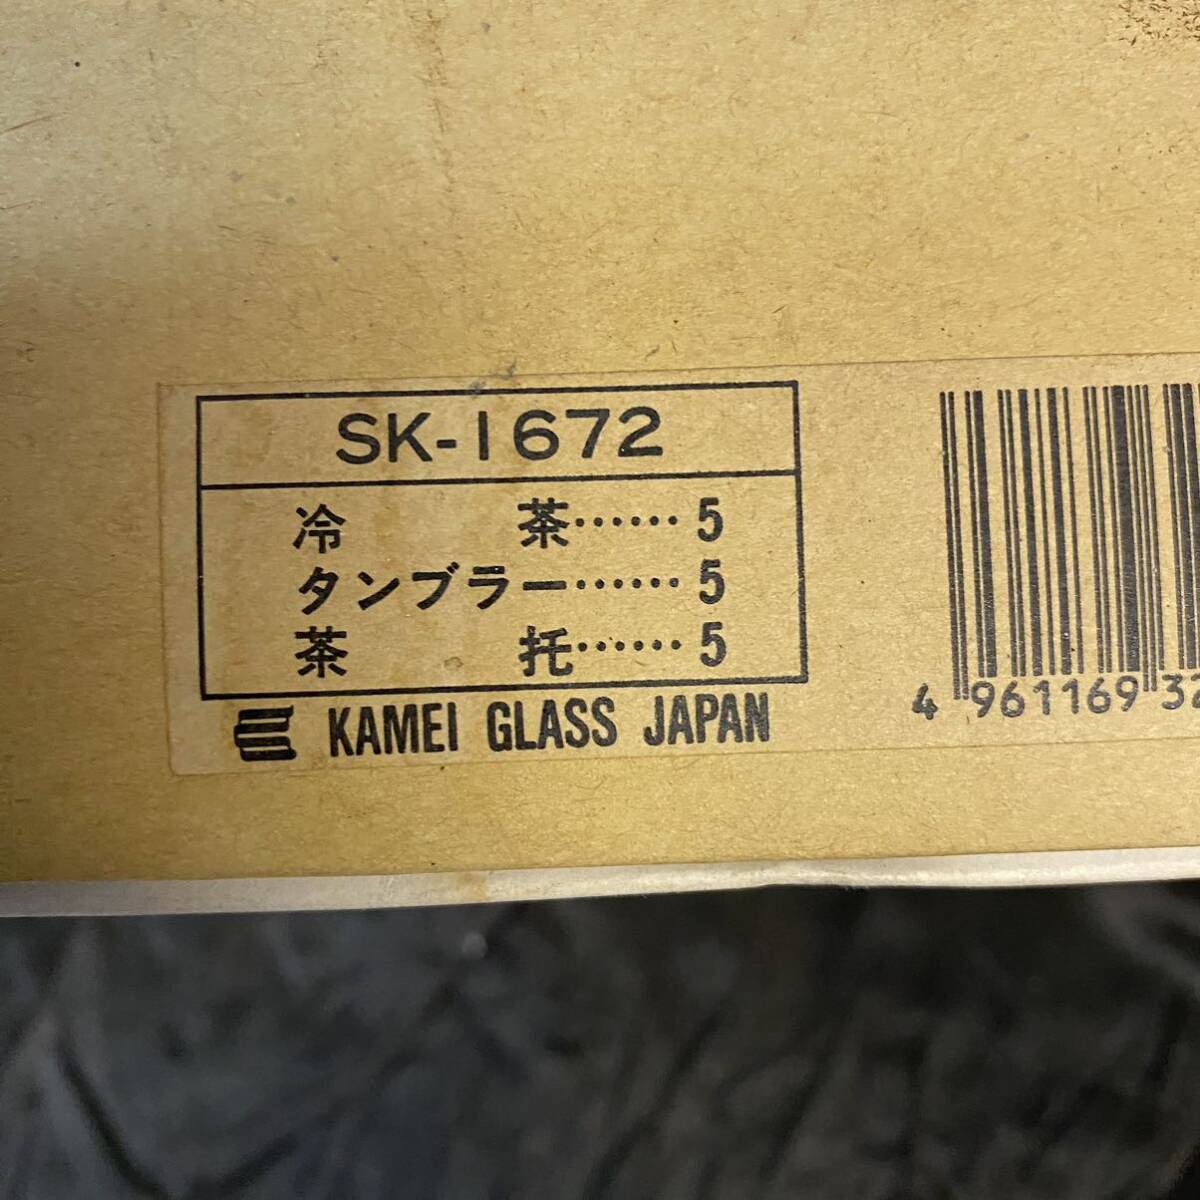 SK-1672
冷 茶……5
タンブラー……5
茶 托……5
KAMEI GLASS JAPAN
4 961169 32